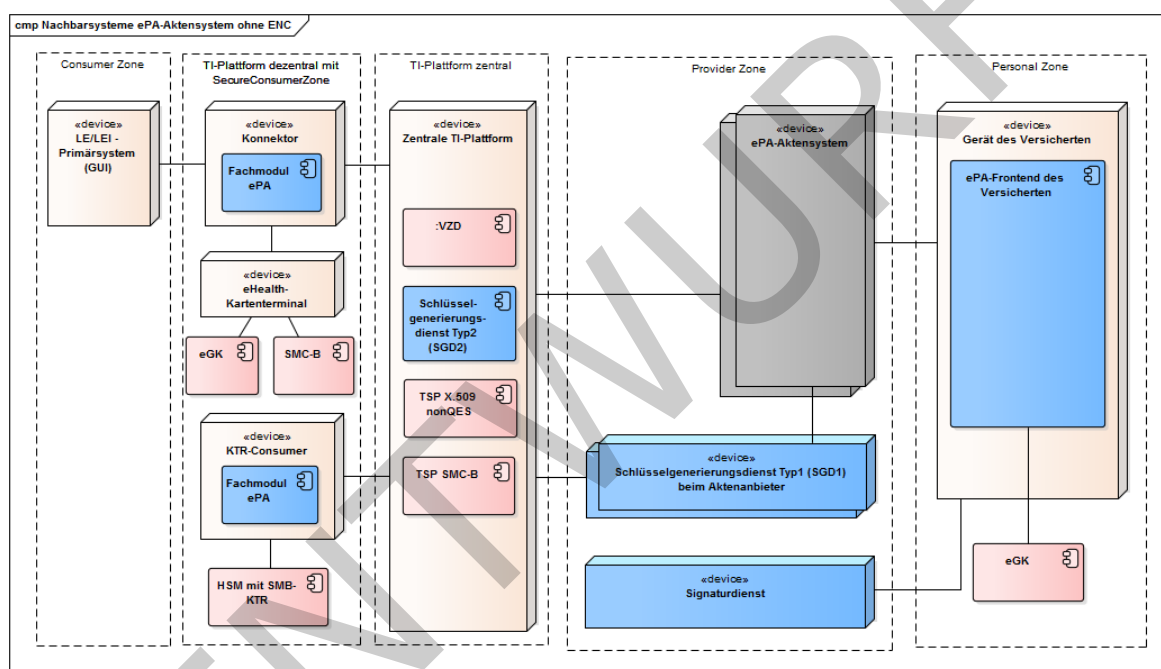 cmp Nachbarsysteme ePA-Aktensystem ohne ENC
Consumer Zone
«device»
LE/LEI -
Primärsystem
(GUI)
TI-Plattform dezentral mit
SecureConsumerZone
«device»
Konnektor
Fachmodul
ePA
«device»
eHealth-
Kartenterminal
eGK
SMC-B
«device»
KTR-Consumer
Fachmodul
ePA
HSM mit SMB-
KTR
TI-Plattform zentral
«device»
Zentrale TI-Plattform
:VZD
Schlüssel-
generierungs-
dienst Typ2
(SGD2)
TSP X.509
nonQES
TSP SMC-B
Provider Zone
«device»
ePA-Aktensystem
«device»
Schlüsselgenerierungsdienst Typ1 (SGD1)
beim Aktenanbieter
«device»
Signaturdienst
Personal Zone
«device»
Gerät des Versicherten
ePA-Frontend des
Versicherten
eGK
ENTWURF